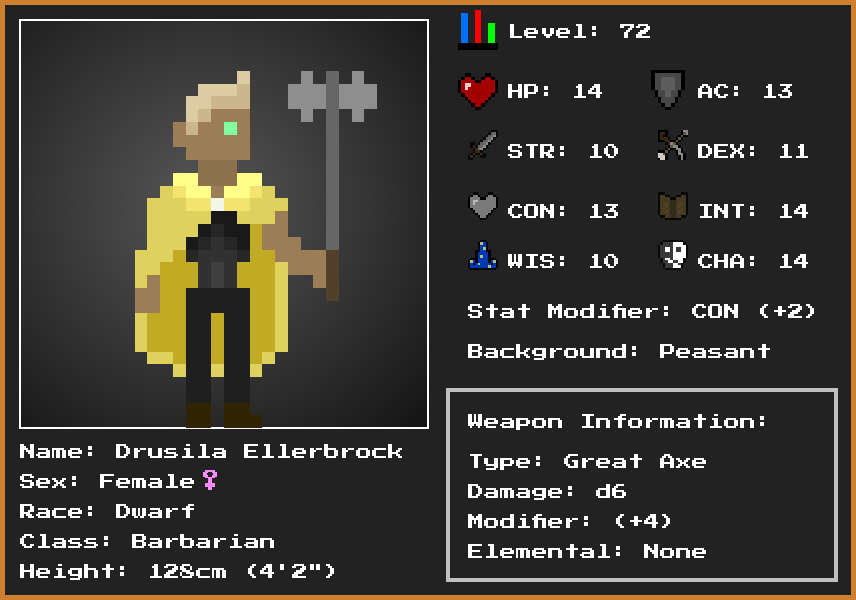 Level: 72
HP: 14
AC: 13
STR: 10
DEX: 11
CON: 13
INT: 14
WIS: 10
CHA: 14
Stat Modifier: CON (+2)
Background: Peasant
Weapon Information:
Type: Great Axe
Damage: d6
Modifier: (+4)
Elemental: None
Name: Drusila Ellerbrock
Sex: Female♀
Race: Dwarf
Class: Barbarian
Height: 128cm (4'2")